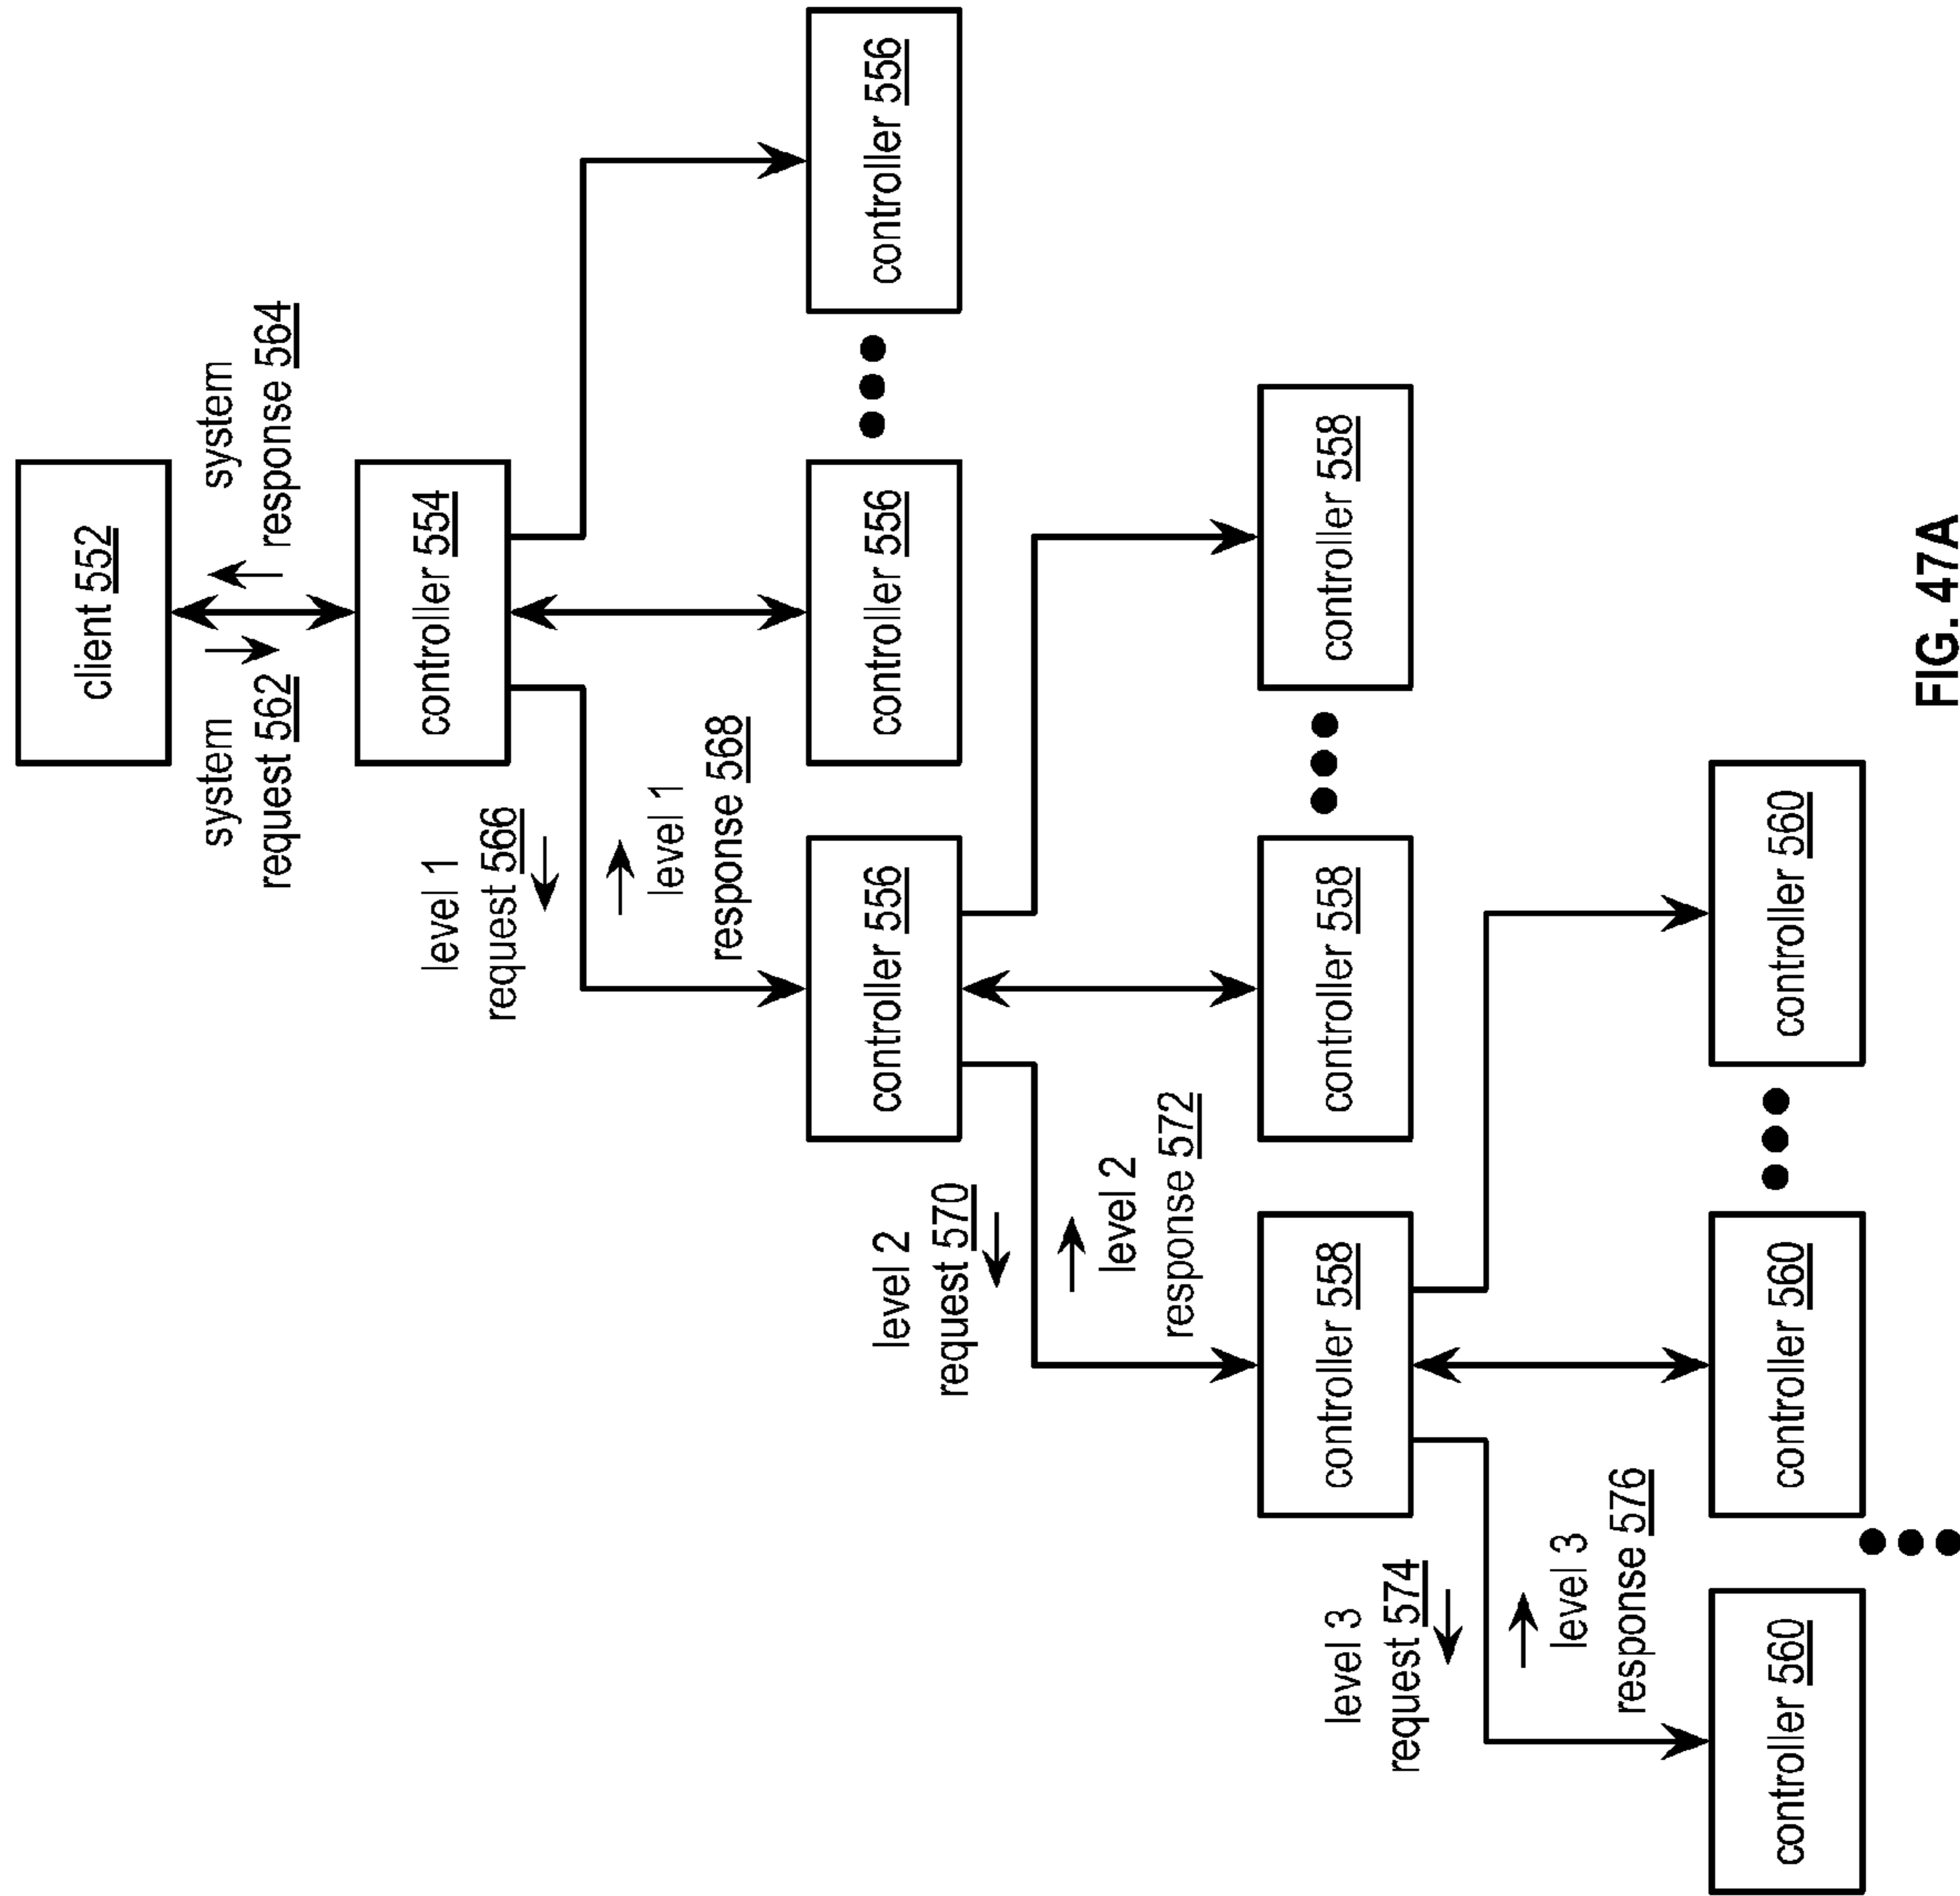 client 552
system
request 562
system
response 564
controller 554
level 1
request 566
level 1
response 568
controller 556
controller 556
controller 556
level 2
request 570
level 2
response 572
controller 558
controller 558
controller 558
level 3
request 574
level 3
response 576
controller 560
controller 560
controller 560
FIG. 47A